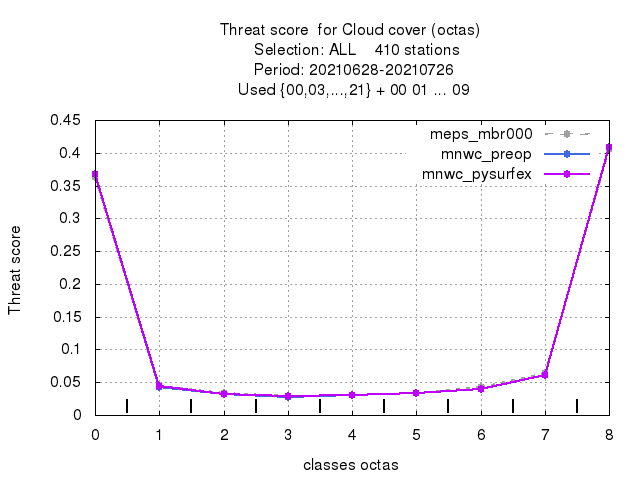 Threat score  for Cloud cover (octas)
Selection: ALL    410 stations
Period: 20210628-20210726
Used {00,03,...,21} + 00 01 ... 09
meps_mbr000
mnwc_preop
mnwc_pysurfex
0.45
0.4
0.35
0.3
0.25
0.2
0.15
0.1
0.05
0
Threat score
0 1 2 3 4 5 6 7 8
classes octas